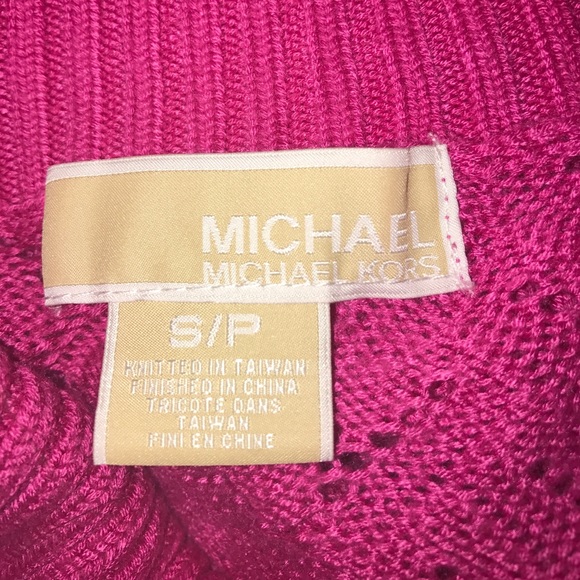 MICHAEL
MICHAEL KORS
S/P
KNITTED IN TAIWAN
FINISHED IN CHINA
TRICOTE DANS
TAIWAN
FINI EN CHINE